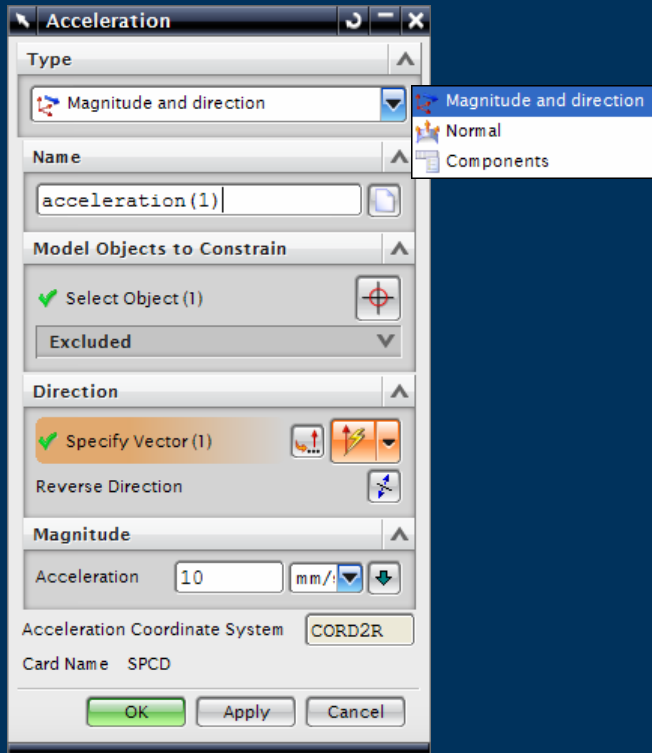 Acceleration
Type
Magnitude and direction
Magnitude and direction
Normal
Components
Name
acceleration(1)
Model Objects to Constrain
Select Object (1)
Excluded
Direction
Specify Vector (1)
Reverse Direction
Magnitude
Acceleration 10 mm/
Acceleration Coordinate System CORD2R
Card Name SPCD
OK Apply Cancel